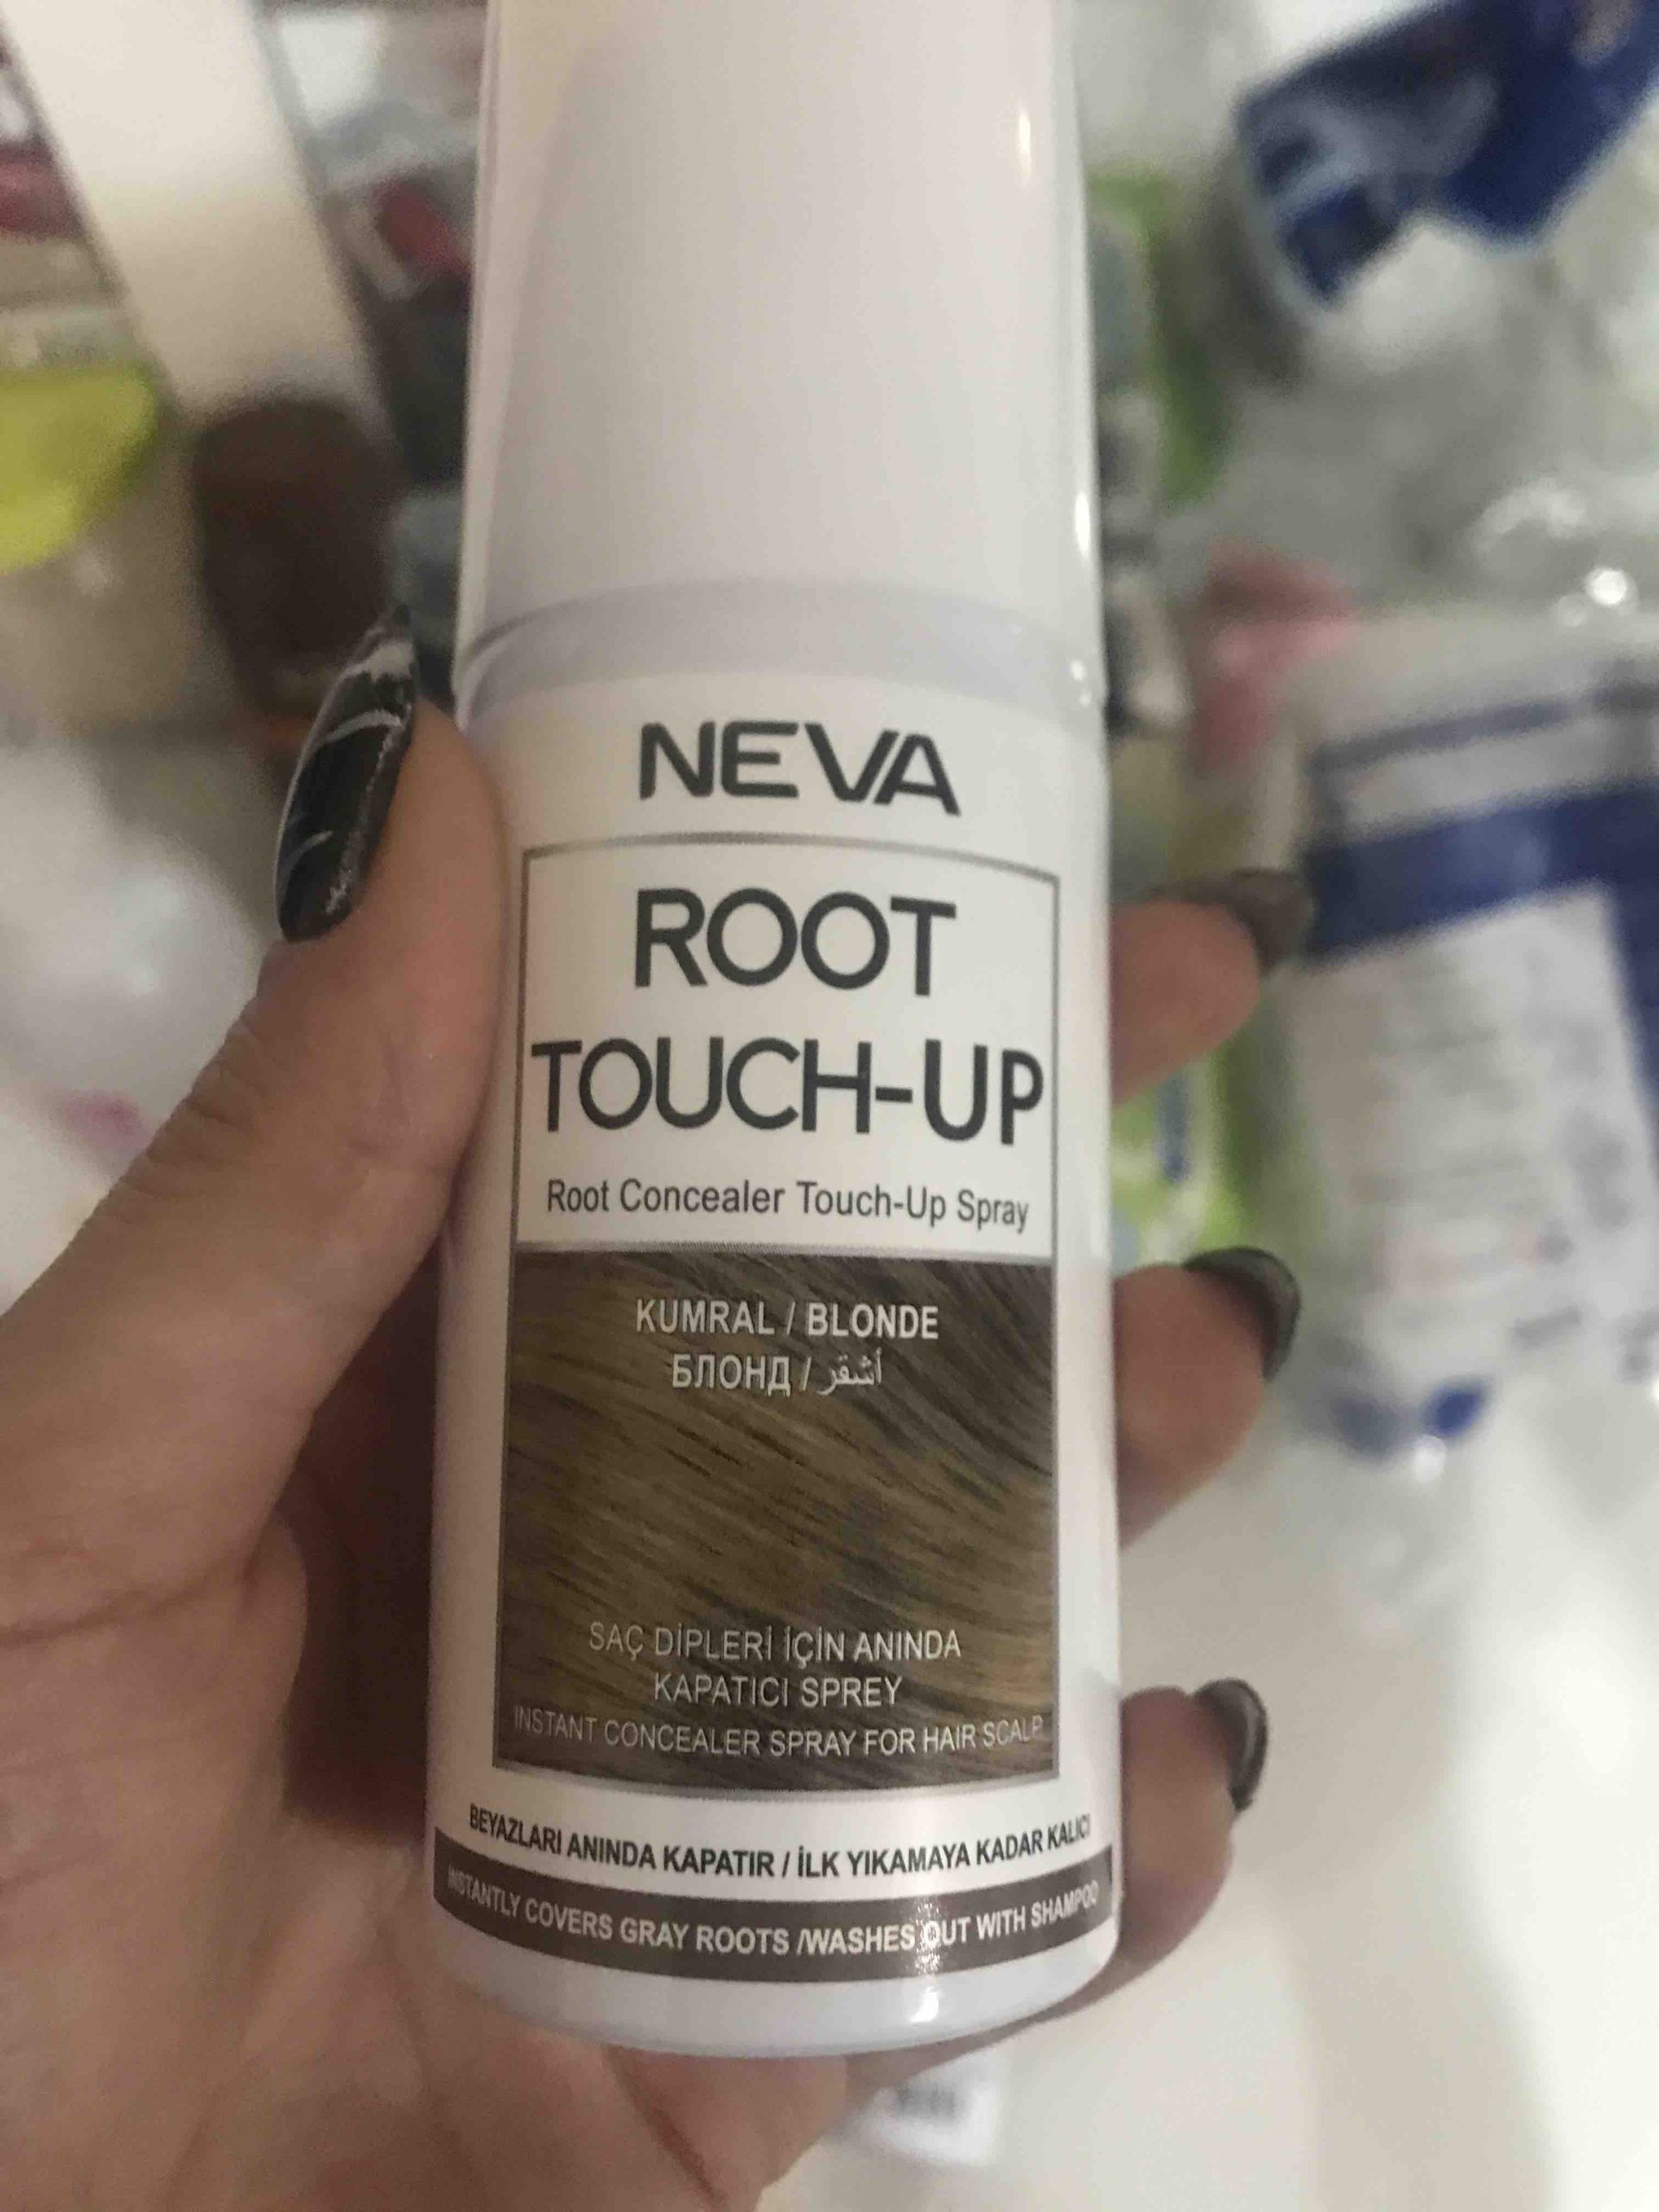 NEVA
ROOT
TOUCH-UP
Root Concealer Touch-Up Spray
KUMRAL / BLONDE
БЛОНД / أشقر
SAÇ DİPLERİ İÇİN ANINDA
KAPATICI SPREY
INSTANT CONCEALER SPRAY FOR HAIR SCALP
BEYAZLARI ANINDA KAPATIR / İLK YIKAMAYA KADAR KALICI
INSTANTLY COVERS GRAY ROOTS /WASHES OUT WITH SHAMPOO